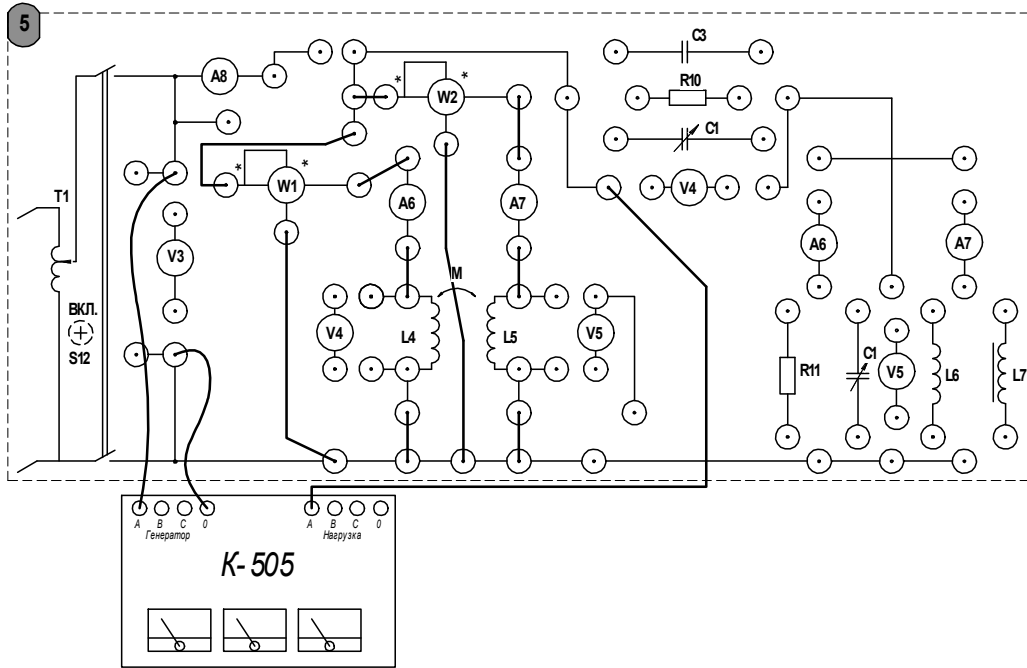 5
C3
A8
R10
* *
W2
C1
* *
W1
V4
T1
A6 A7
A6 A7
V3
M
ВКЛ.
S12
V4 L4 L5 V5
R11 C1 V5 L6 L7
A B C 0
Генератор
A B C 0
Нагрузка
К- 505